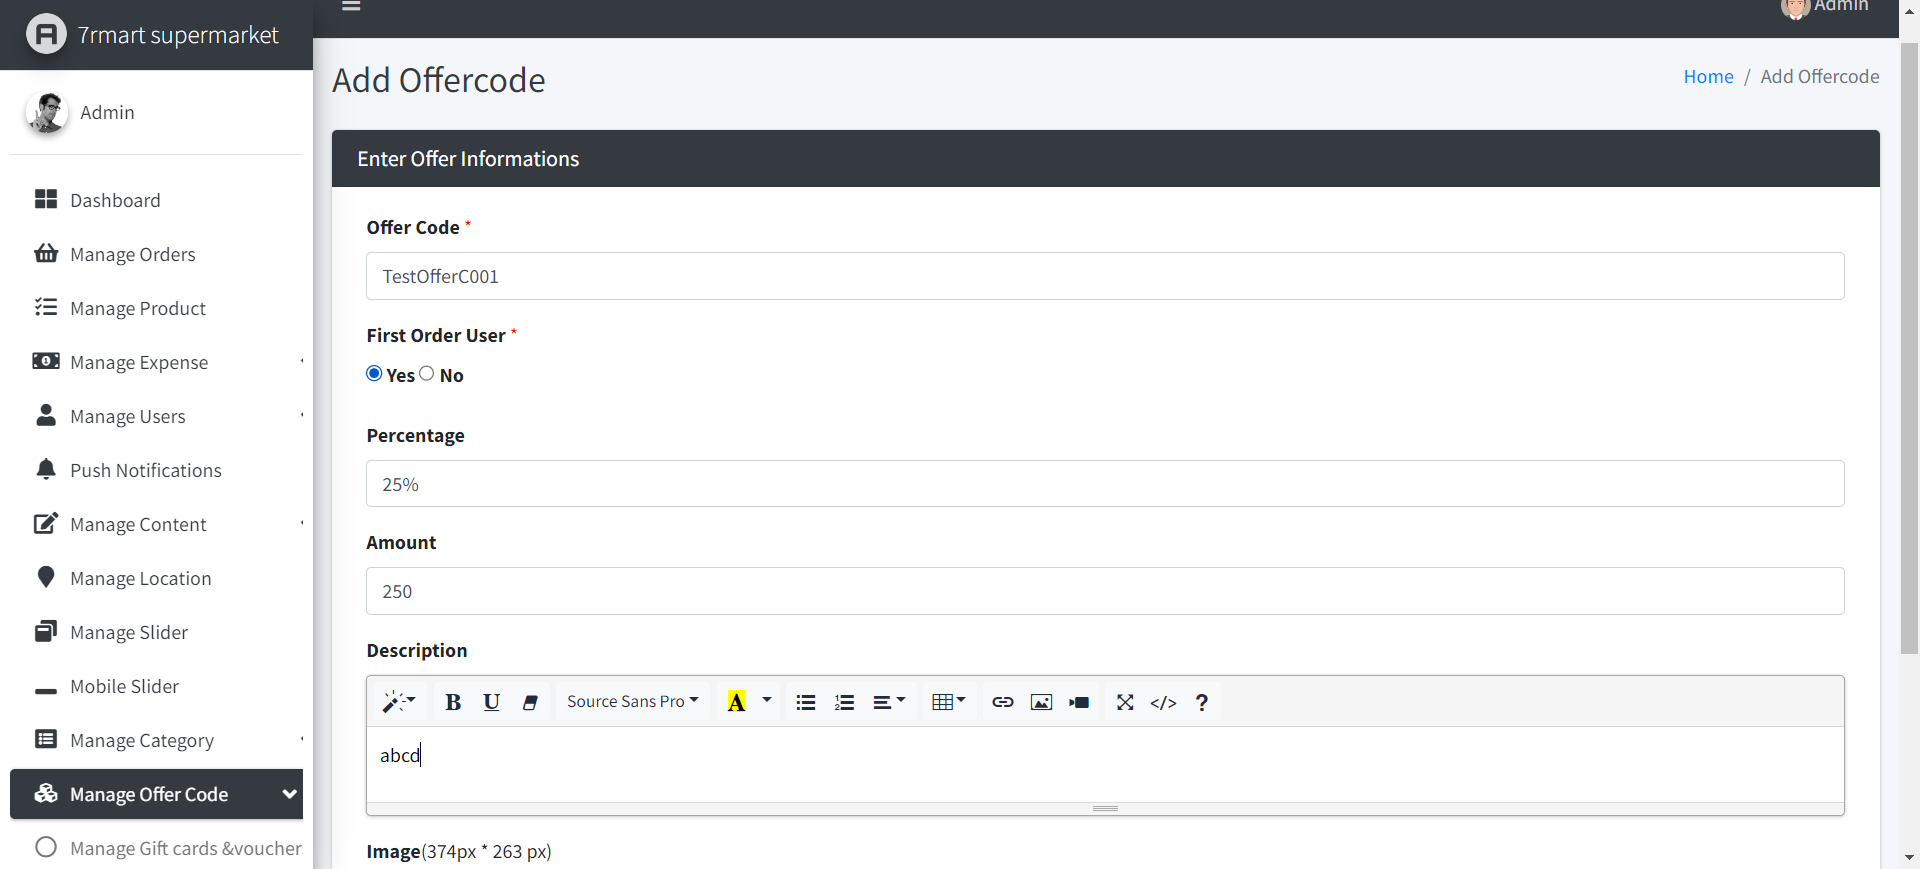 7rmart supermarket
Admin
Admin
Dashboard
Manage Orders
Manage Product
Manage Expense
Manage Users
Push Notifications
Manage Content
Manage Location
Manage Slider
Mobile Slider
Manage Category
Manage Offer Code
Manage Gift cards &voucher
Add Offercode
Home / Add Offercode
Enter Offer Informations
Offer Code *
TestOfferC001
First Order User *
Yes No
Percentage
25%
Amount
250
Description
B U Source Sans Pro A </> ?
abcd
Image(374px * 263 px)